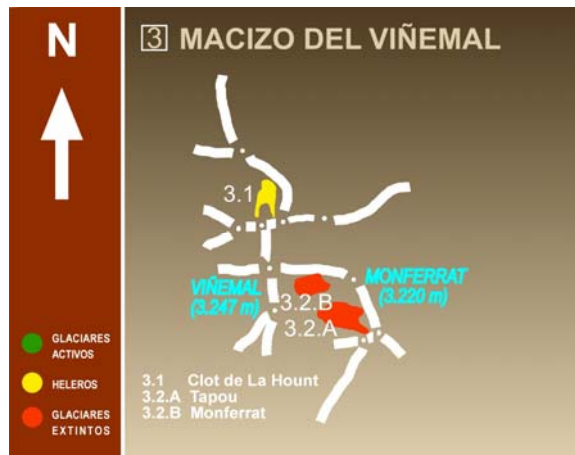 N
3 MACIZO DEL VIÑEMAL
3.1
VIÑEMAL
(3.247 m)
MONFERRAT
(3.220 m)
3.2.B
3.2.A
GLACIARES
ACTIVOS
HELEROS
GLACIARES
EXTINTOS
3.1 Clot de La Hount
3.2.A Tapou
3.2.B Monferrat